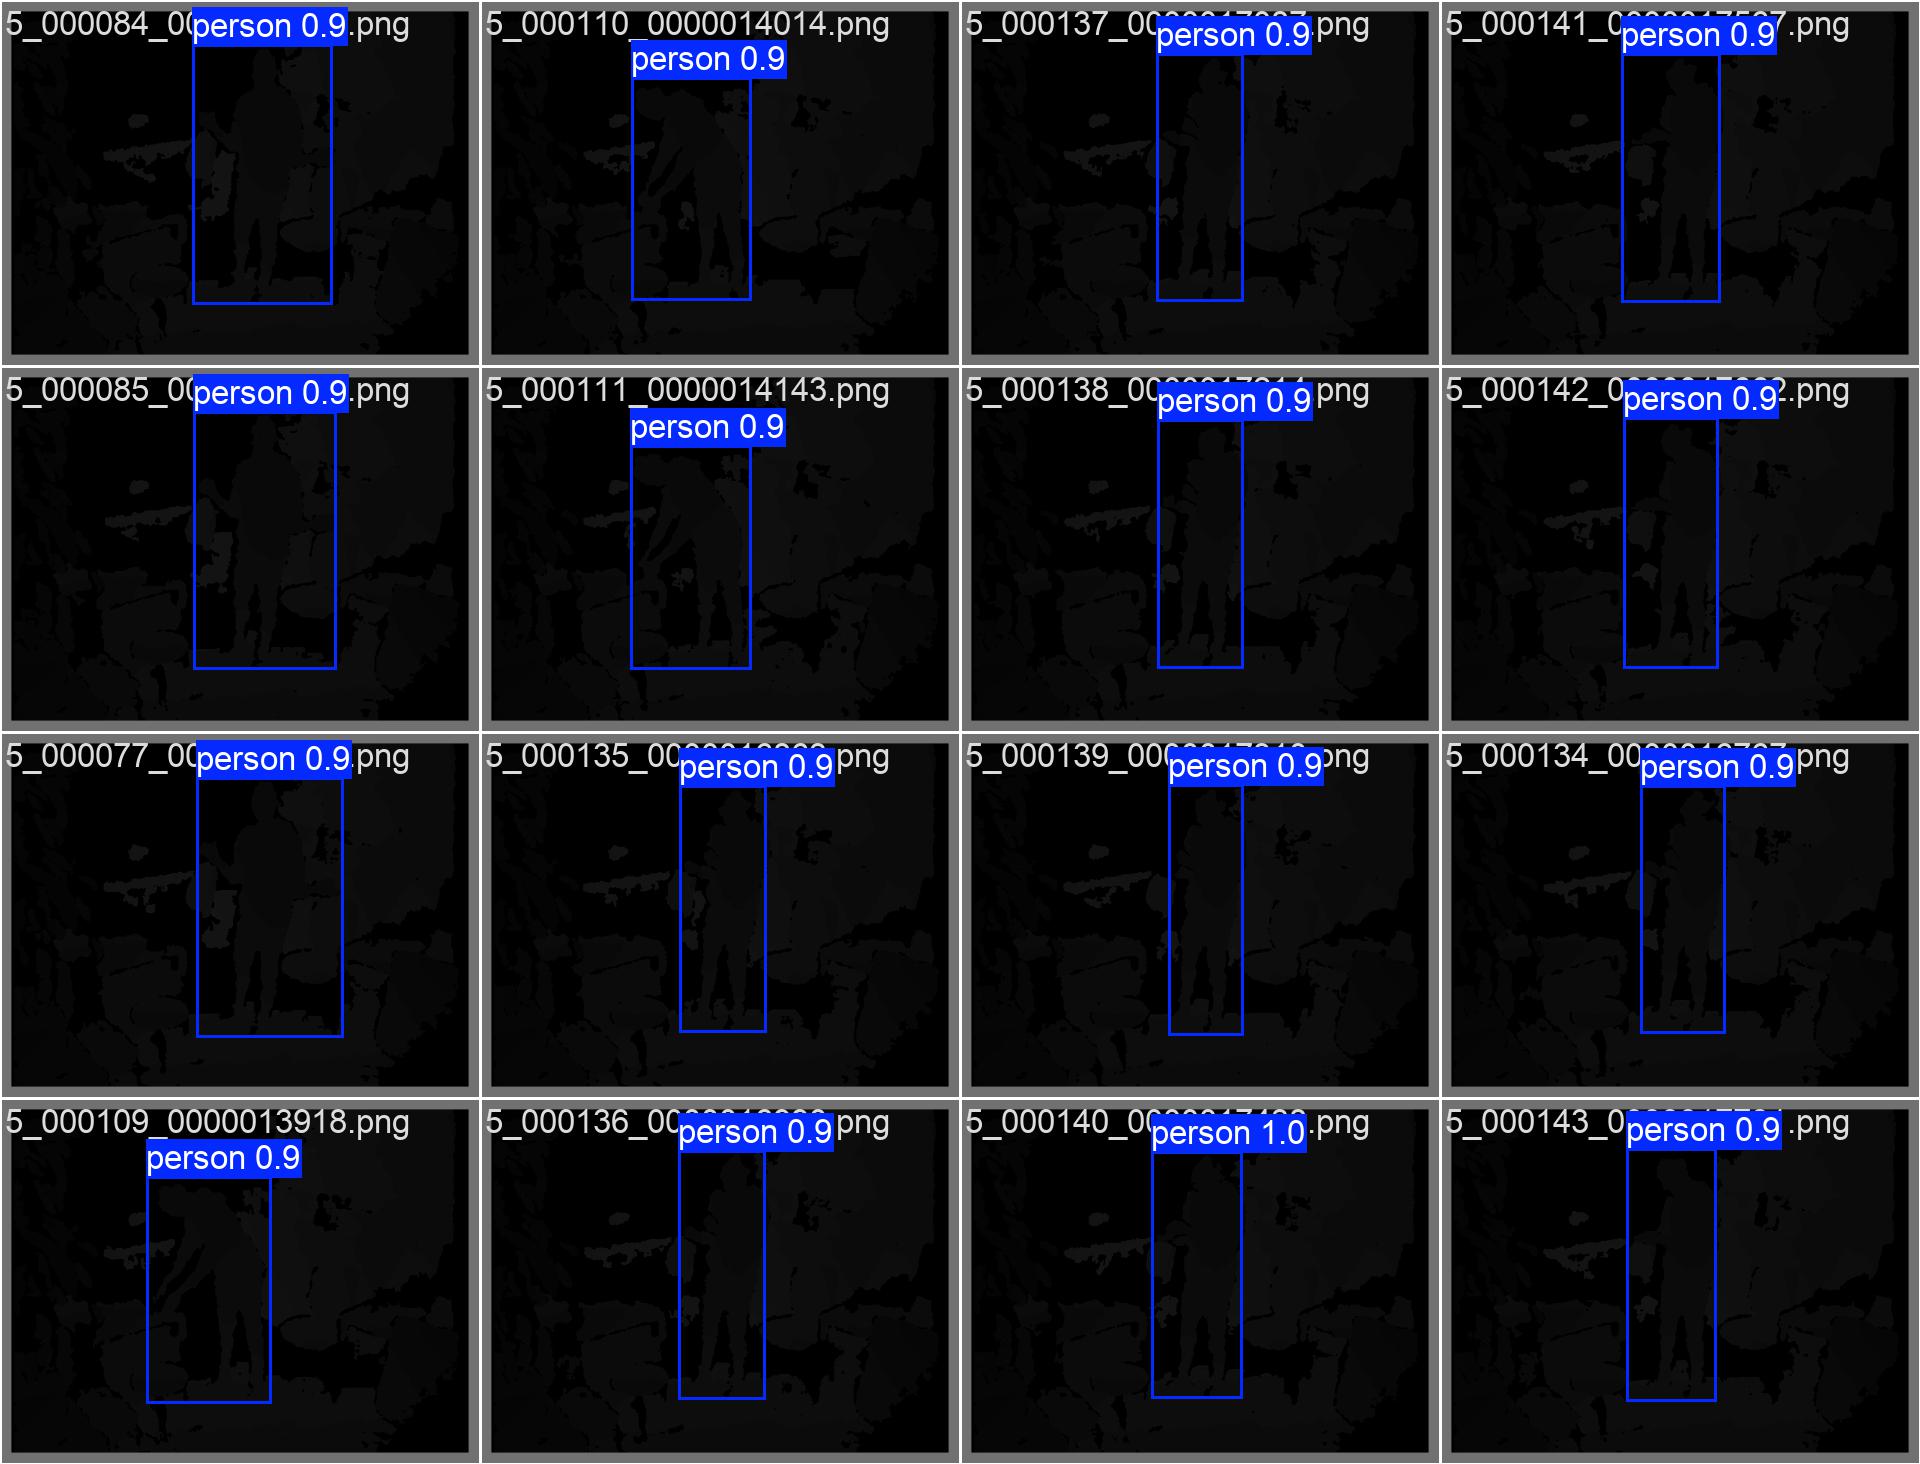 5_000084_00 .png
person 0.9
5_000110_0000014014.png
person 0.9
5_000137_00 .png
person 0.9
5_000141_0 .png
person 0.9
5_000085_00 .png
person 0.9
5_000111_0000014143.png
person 0.9
5_000138_00 .png
person 0.9
5_000142_0 2.png
person 0.9
5_000077_00 .png
person 0.9
5_000135_00 png
person 0.9
5_000139_00 png
person 0.9
5_000134_00 png
person 0.9
5_000109_0000013918.png
person 0.9
5_000136_00 png
person 0.9
5_000140_00 .png
person 1.0
5_000143_0 .png
person 0.9